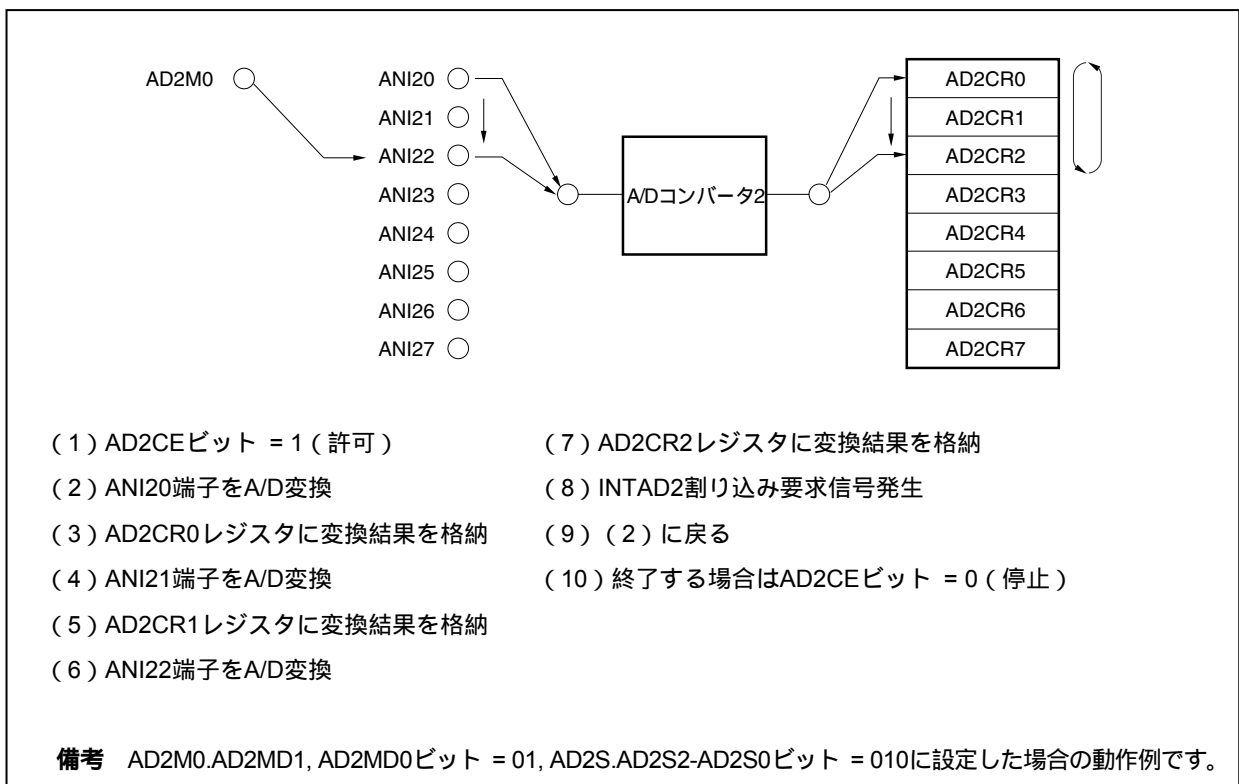 AD2M0
ANI20
ANI21
ANI22
ANI23
ANI24
ANI25
ANI26
ANI27
A/Dコンバータ2
AD2CR0
AD2CR1
AD2CR2
AD2CR3
AD2CR4
AD2CR5
AD2CR6
AD2CR7
(1)AD2CEビット = 1(許可)
(2)ANI20端子をA/D変換
(3)AD2CR0レジスタに変換結果を格納
(4)ANI21端子をA/D変換
(5)AD2CR1レジスタに変換結果を格納
(6)ANI22端子をA/D変換
(7)AD2CR2レジスタに変換結果を格納
(8)INTAD2割り込み要求信号発生
(9)(2)に戻る
(10)終了する場合はAD2CEビット = 0(停止)
備考 AD2M0.AD2MD1, AD2MD0ビット = 01, AD2S.AD2S2-AD2S0ビット = 010に設定した場合の動作例です。